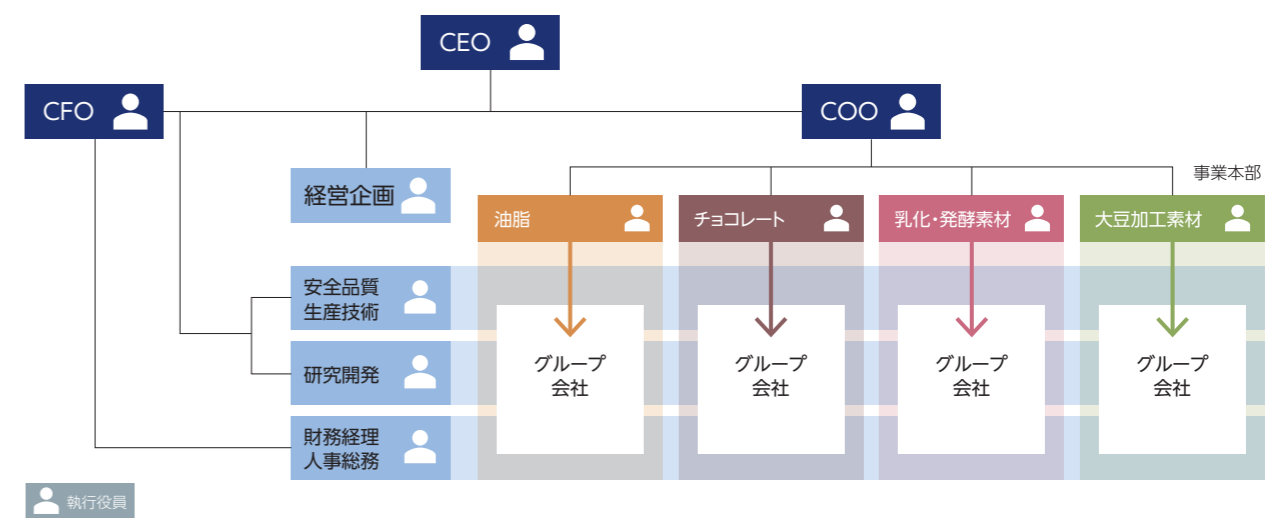 CEO
CFO
COO
経営企画
事業本部
油脂
チョコレート
乳化・発酵素材
大豆加工素材
安全品質
生産技術
研究開発
財務経理
人事総務
グループ
会社
グループ
会社
グループ
会社
グループ
会社
執行役員